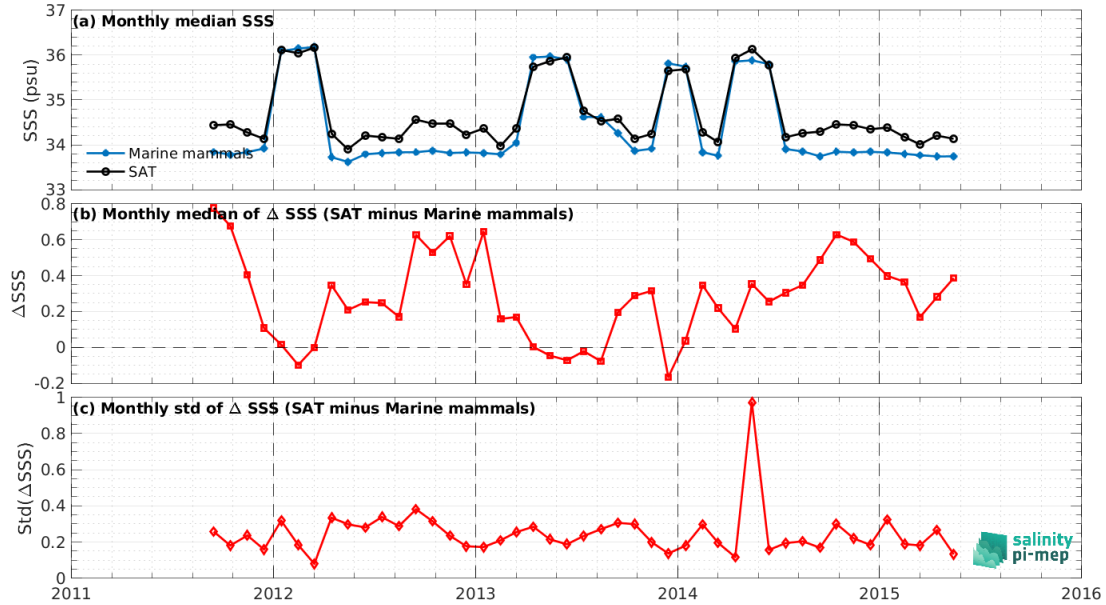 37
(a) Monthly median SSS
36
35
34
33
SSS (psu)
Marine mammals
SAT
0.8
(b) Monthly median of Δ SSS (SAT minus Marine mammals)
0.6
0.4
0.2
0
-0.2
ΔSSS
1
(c) Monthly std of Δ SSS (SAT minus Marine mammals)
0.8
0.6
0.4
0.2
0
Std(ΔSSS)
salinity
pi-mep
2011 2012 2013 2014 2015 2016